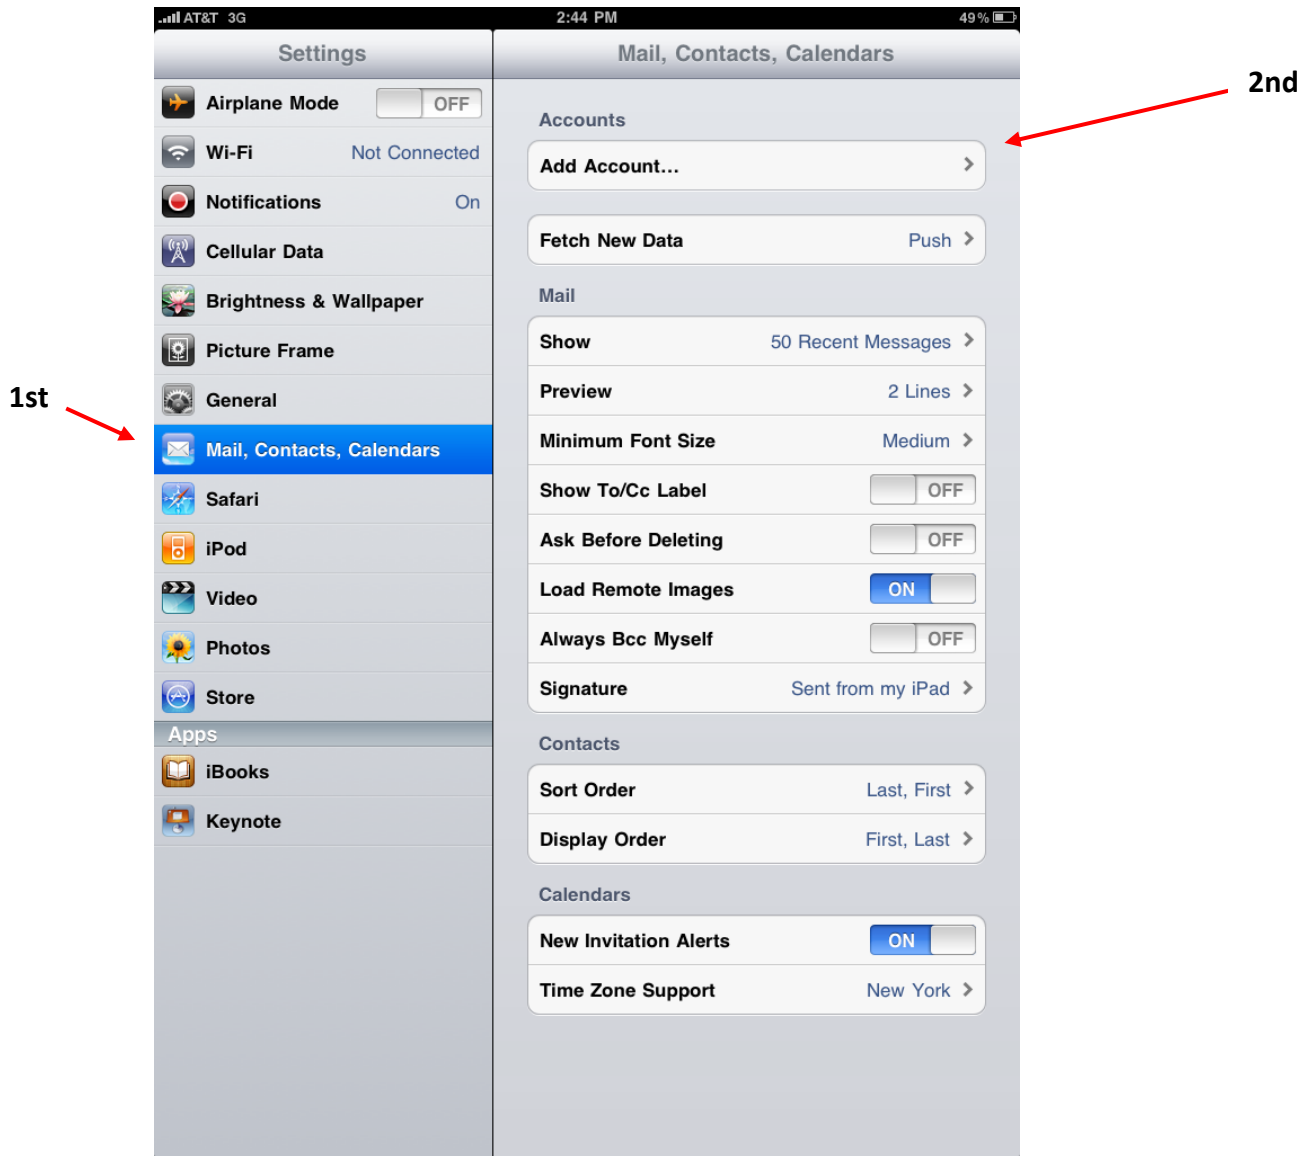 AT&T 3G 2:44 PM 49%
Settings
Mail, Contacts, Calendars
2nd
1st
Airplane Mode OFF
Wi-Fi Not Connected
Notifications On
Cellular Data
Brightness & Wallpaper
Picture Frame
General
Mail, Contacts, Calendars
Safari
iPod
Video
Photos
Store
Apps
iBooks
Keynote
Accounts
Add Account...
Fetch New Data Push
Mail
Show 50 Recent Messages
Preview 2 Lines
Minimum Font Size Medium
Show To/Cc Label OFF
Ask Before Deleting OFF
Load Remote Images ON
Always Bcc Myself OFF
Signature Sent from my iPad
Contacts
Sort Order Last, First
Display Order First, Last
Calendars
New Invitation Alerts ON
Time Zone Support New York